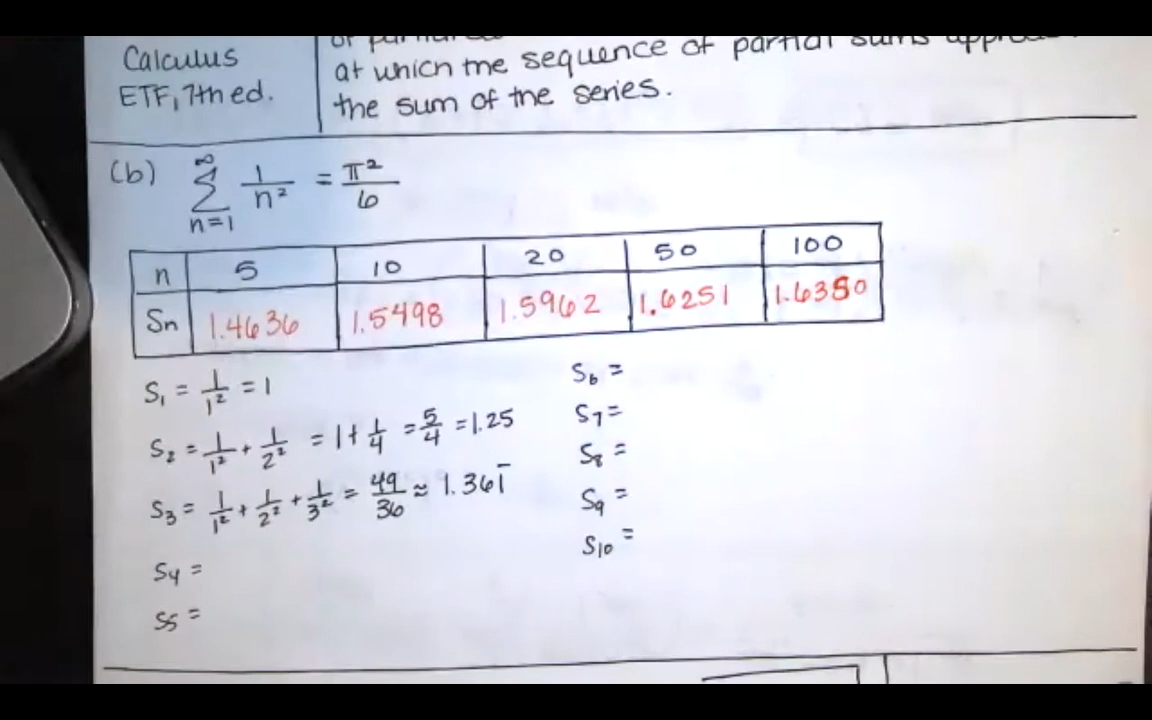 Calculus
ETF, 7th ed.
at which the sequence of partial sums
the sum of the series.
(b) ∞ Σ n=1 1/n² = π²/6
n 5 10 20 50 100
Sn 1.4636 1.5498 1.5962 1.6251 1.6350
S₁ = 1/1² = 1
S₂ = 1/1² + 1/2² = 1 + 1/4 = 5/4 = 1.25
S₃ = 1/1² + 1/2² + 1/3² = 49/36 ≈ 1.361̄
S₄ =
S₅ =
S₆ =
S₇ =
S₈ =
S₉ =
S₁₀ =